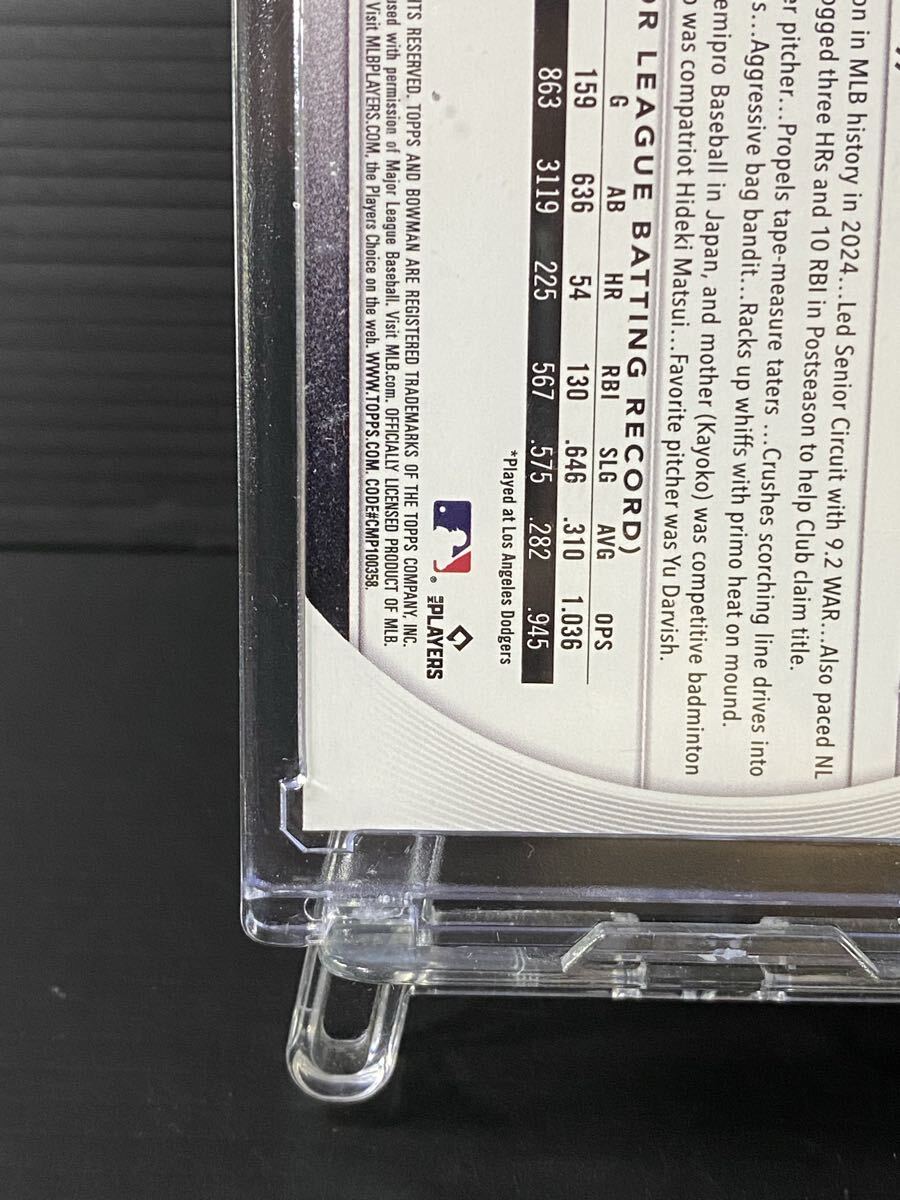 on in MLB history in 2024...Led Senior Circuit with 9.2 WAR...Also paced NL
ogged three HRs and 10 RBI in Postseason to help Club claim title.
er pitcher...Propels tape-measure taters ...Crushes scorching line drives into
s...Aggressive bag bandit...Racks up whiffs with primo heat on mound.
emipro Baseball in Japan, and mother (Kayoko) was competitive badminton
o was compatriot Hideki Matsui...Favorite pitcher was Yu Darvish.
OR LEAGUE BATTING RECORD)
G AB HR RBI SLG AVG OPS
159 636 54 130 .646 .310 1.036
863 3119 225 567 .575 .282 .945
*Played at Los Angeles Dodgers
MLB PLAYERS
HTS RESERVED. TOPPS AND BOWMAN ARE REGISTERED TRADEMARKS OF THE TOPPS COMPANY, INC.
used with permission of Major League Baseball. Visit MLB.com. OFFICIALLY LICENSED PRODUCT OF MLB.
Visit MLBPLAYERS.COM, the Players Choice on the web. WWW.TOPPS.COM. CODE#CMP100358.